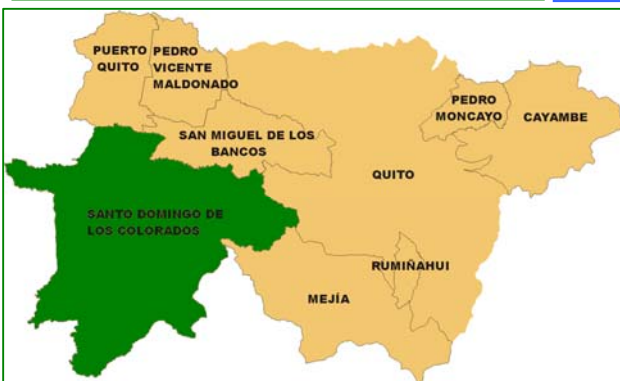 PUERTO
QUITO
PEDRO
VICENTE
MALDONADO
PEDRO
MONCAYO
CAYAMBE
SAN MIGUEL DE LOS
BANCOS
QUITO
SANTO DOMINGO DE
LOS COLORADOS
RUMIÑAHUI
MEJÍA